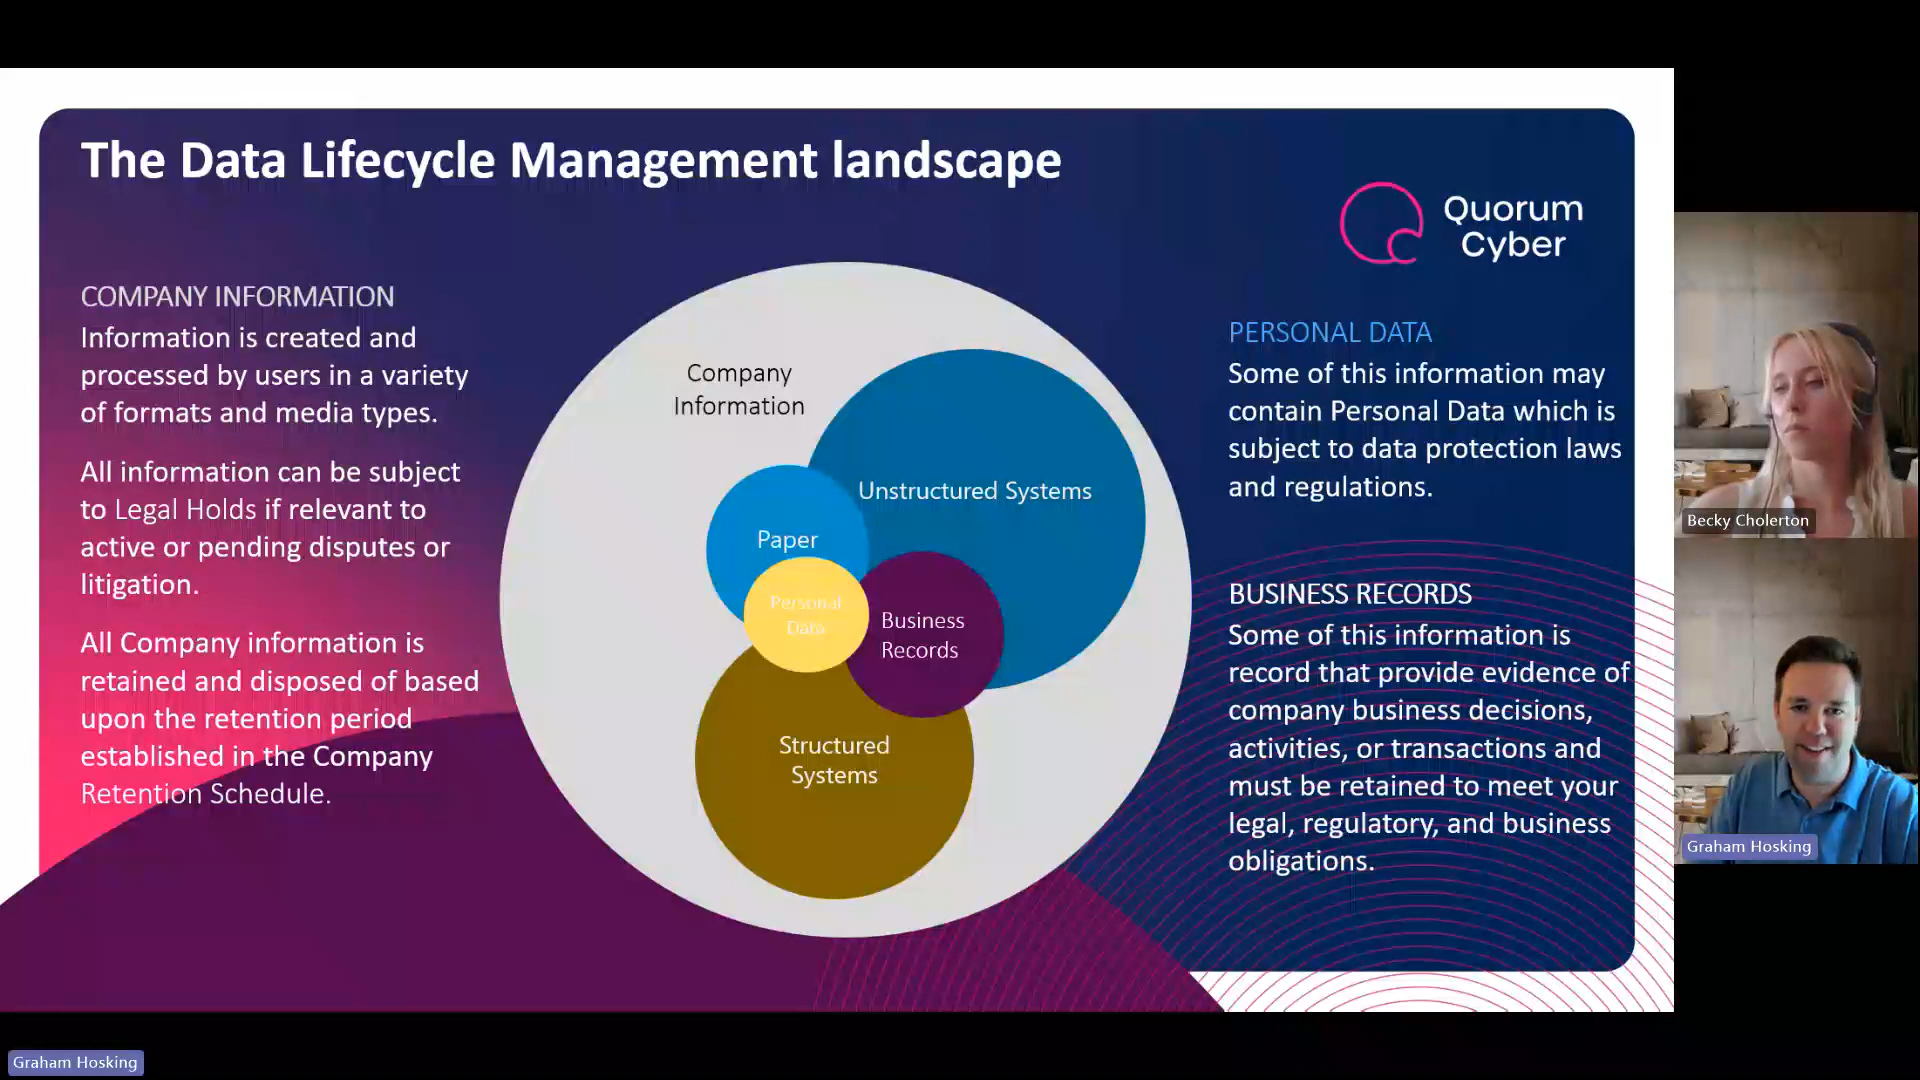 The Data Lifecycle Management landscape
Quorum
Cyber
COMPANY INFORMATION
Information is created and
processed by users in a variety
of formats and media types.
All information can be subject
to Legal Holds if relevant to
active or pending disputes or
litigation.
All Company information is
retained and disposed of based
upon the retention period
established in the Company
Retention Schedule.
Company
Information
Unstructured Systems
Paper
Personal
Data
Business
Records
Structured
Systems
PERSONAL DATA
Some of this information may
contain Personal Data which is
subject to data protection laws
and regulations.
BUSINESS RECORDS
Some of this information is
record that provide evidence of
company business decisions,
activities, or transactions and
must be retained to meet your
legal, regulatory, and business
obligations.
Becky Cholerton
Graham Hosking
Graham Hosking